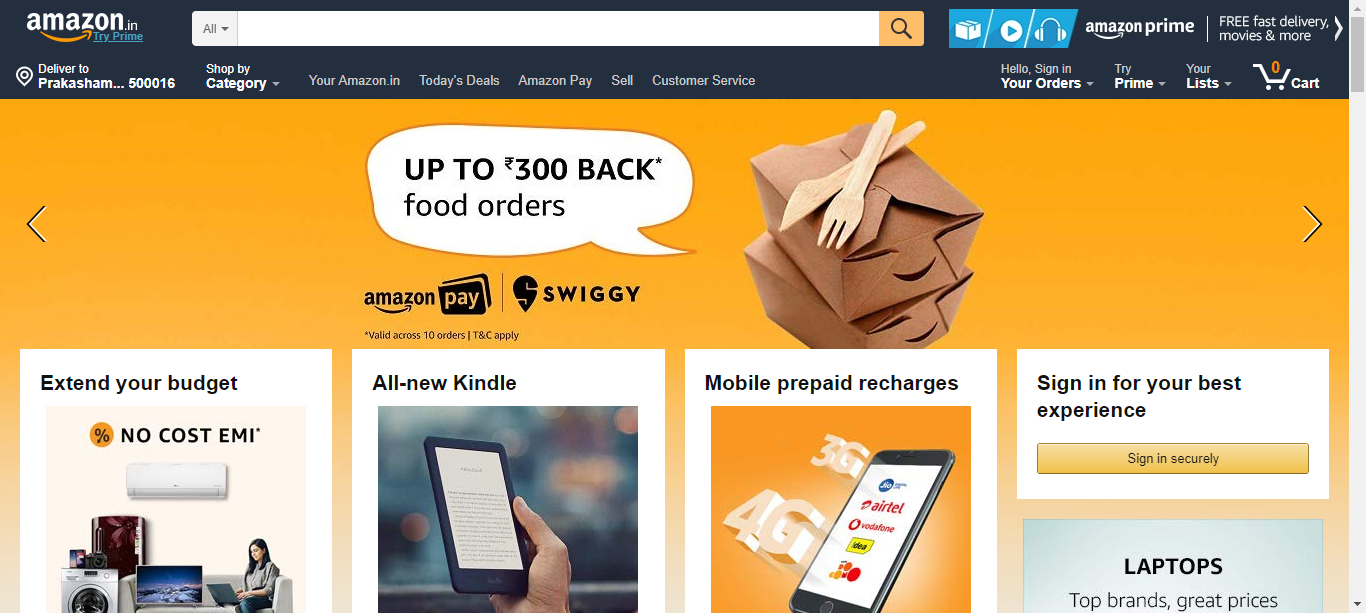 amazon.in
Try Prime
All
amazon prime
FREE fast delivery,
movies & more
Deliver to
Prakasham... 500016
Shop by
Category
Your Amazon.in
Today's Deals
Amazon Pay
Sell
Customer Service
Hello, Sign in
Your Orders
Try
Prime
Your
Lists
0
Cart
UP TO ₹300 BACK*
food orders
amazon pay
SWIGGY
*Valid across 10 orders | T&C apply
Extend your budget
All-new Kindle
Mobile prepaid recharges
Sign in for your best
experience
% NO COST EMI*
Sign in securely
3G
4G
Jio
airtel
vodafone
idea
kindle
LAPTOPS
Top brands, great prices